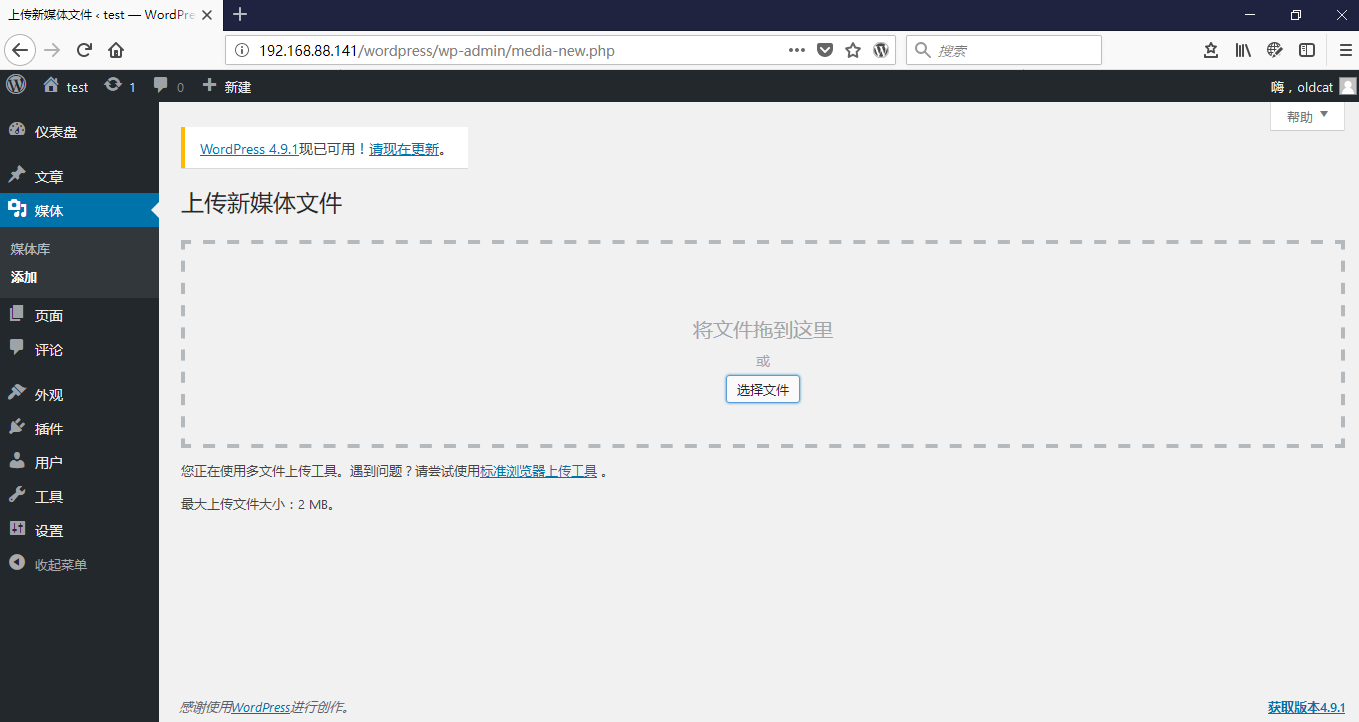 上传新媒体文件 ‹ test — WordPre
192.168.88.141/wordpress/wp-admin/media-new.php
搜索
test 1 0 新建
嗨，oldcat
帮助
仪表盘
文章
媒体
媒体库
添加
页面
评论
外观
插件
用户
工具
设置
收起菜单
WordPress 4.9.1现已可用！请现在更新。
上传新媒体文件
将文件拖到这里
或
选择文件
您正在使用多文件上传工具。遇到问题？请尝试使用标准浏览器上传工具 。
最大上传文件大小：2 MB。
感谢使用WordPress进行创作。
获取版本4.9.1